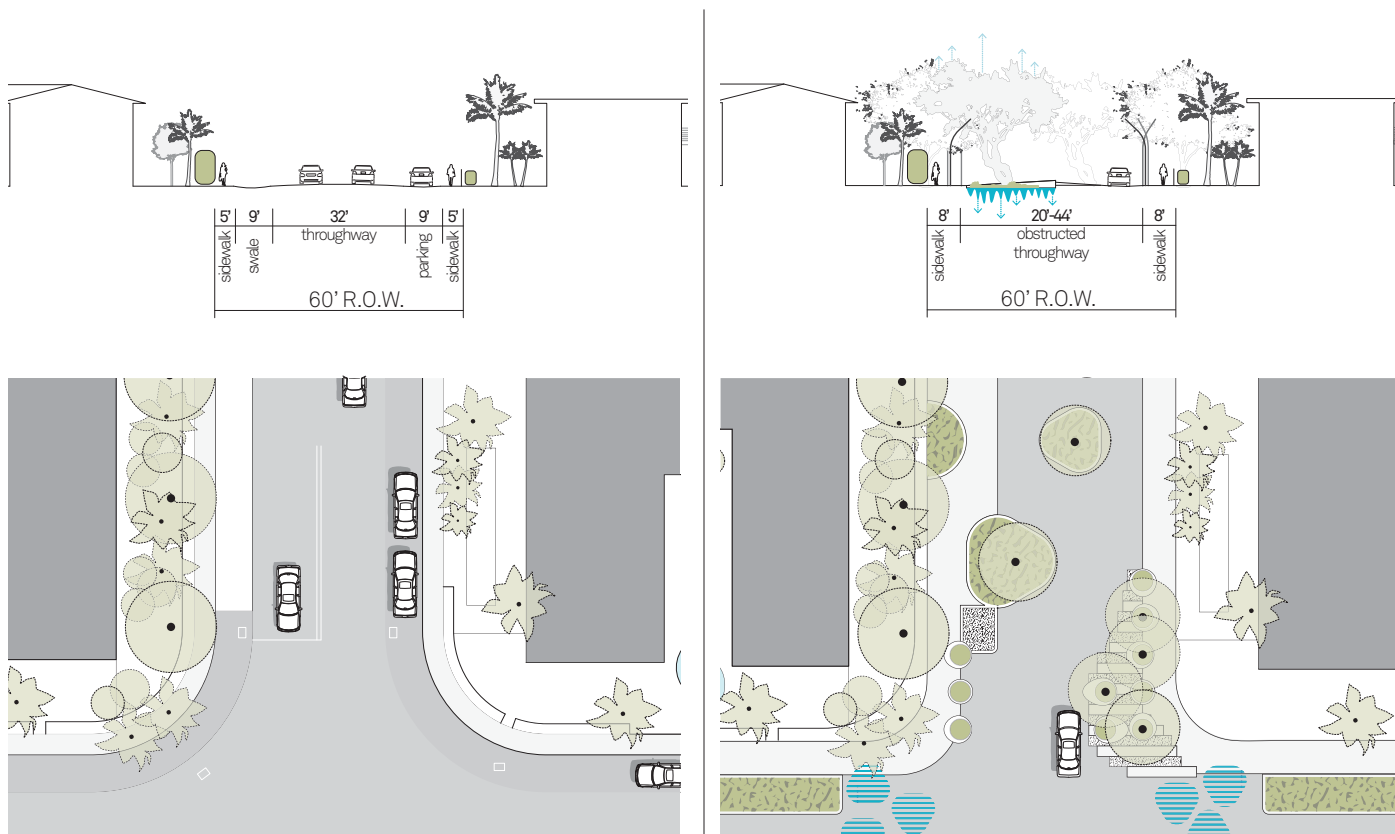 5' 9' 32' 9' 5'
sidewalk
swale
throughway
parking
sidewalk
60' R.O.W.
8' 20'-44' 8'
sidewalk
obstructed
throughway
sidewalk
60' R.O.W.